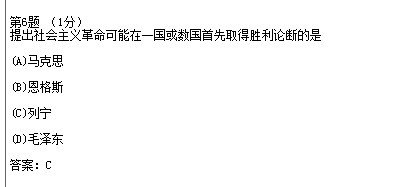 第6题 （1分）
提出社会主义革命可能在一国或数国首先取得胜利论断的是
(A)马克思
(B)恩格斯
(C)列宁
(D)毛泽东
答案：C